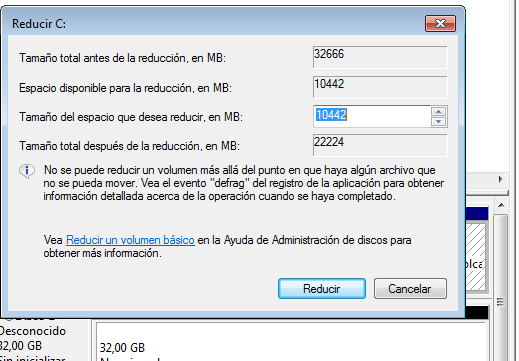 Reducir C:
Tamaño total antes de la reducción, en MB: 32666
Espacio disponible para la reducción, en MB: 10442
Tamaño del espacio que desea reducir, en MB: 10442
Tamaño total después de la reducción, en MB: 22224
No se puede reducir un volumen más allá del punto en que haya algún archivo que
no se pueda mover. Vea el evento "defrag" del registro de la aplicación para obtener
información detallada acerca de la operación cuando se haya completado.
Vea Reducir un volumen básico en la Ayuda de Administración de discos para
obtener más información.
Reducir Cancelar
Desconocido
32,00 GB 32,00 GB